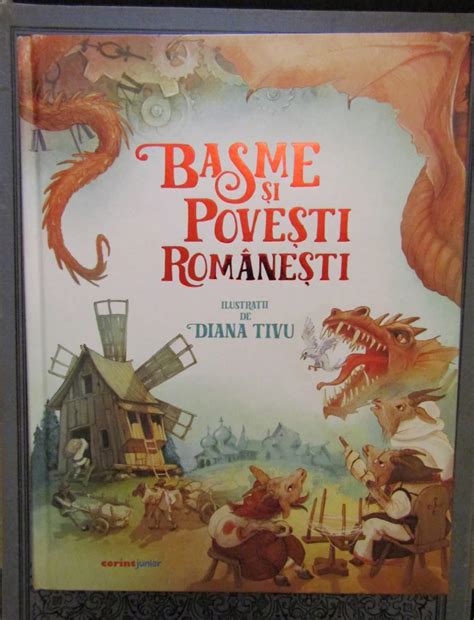 BASME
ȘI
POVEȘTI
ROMÂNEȘTI
ILUSTRAȚII
DE
DIANA TIVU
corint junior